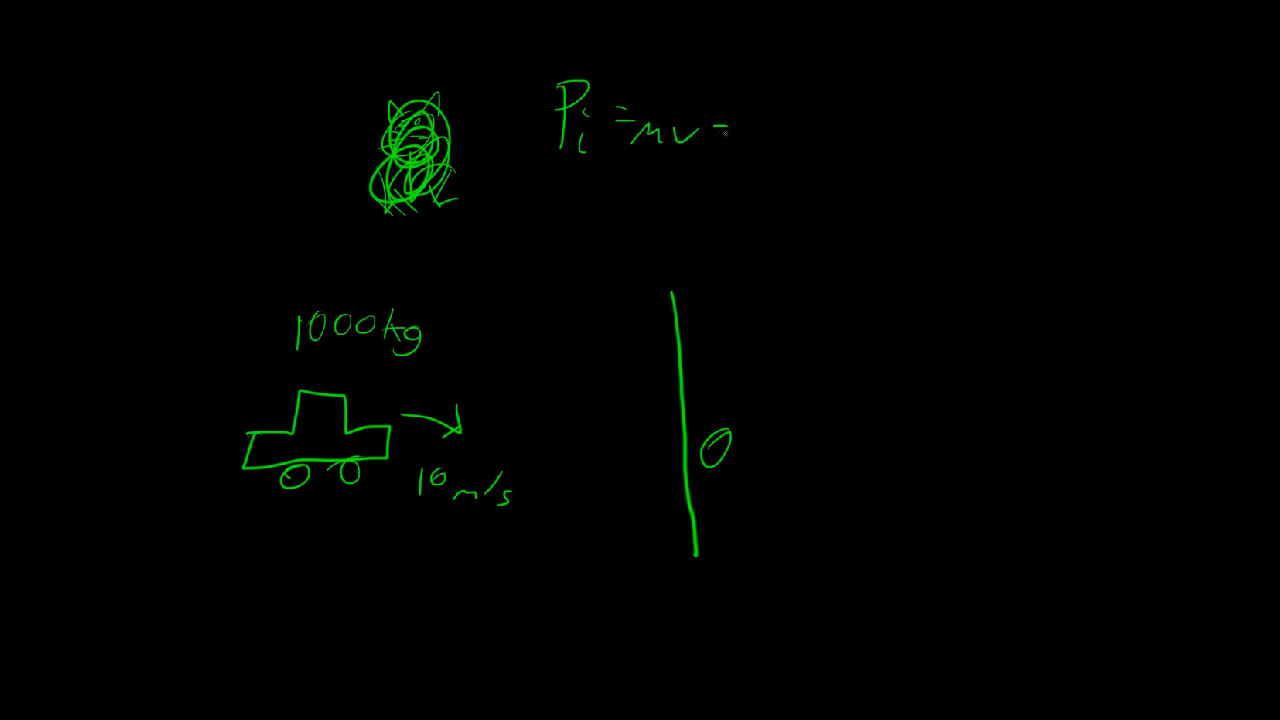 Pi = mv =
1000kg
10 m/s
0